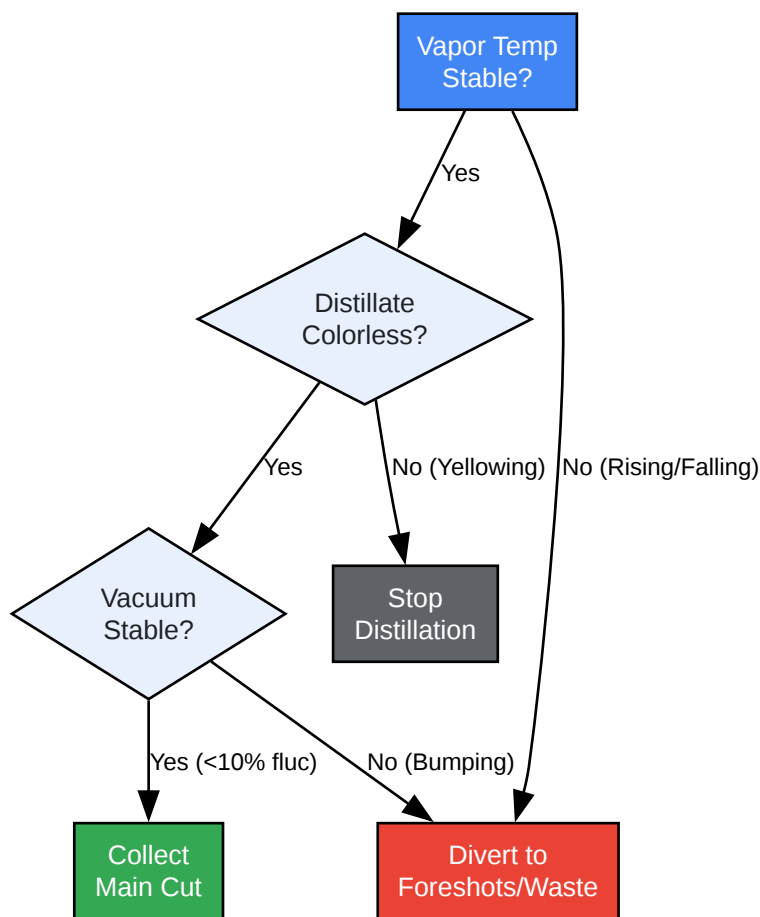 Vapor Temp
Stable?
Yes
Distillate
Colorless?
Yes
No (Yellowing)
No (Rising/Falling)
Vacuum
Stable?
Stop
Distillation
Yes (<10% fluc)
No (Bumping)
Collect
Main Cut
Divert to
Foreshots/Waste